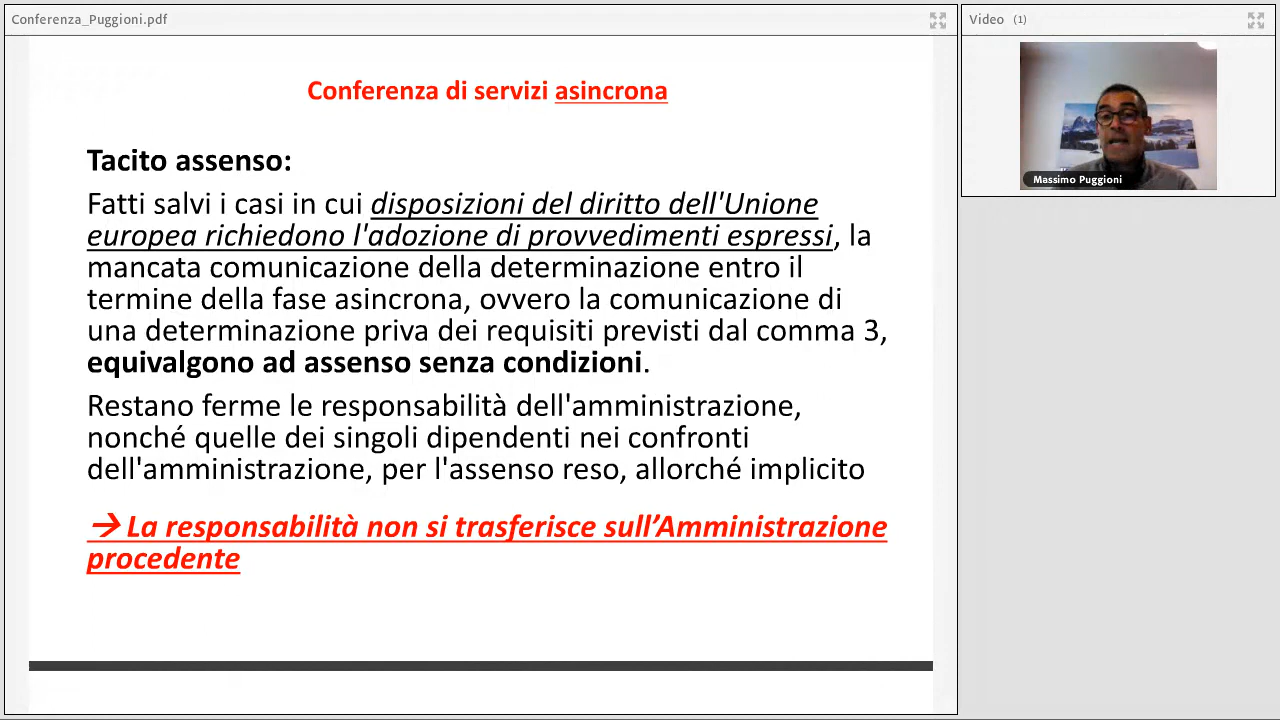 Conferenza_Puggioni.pdf
Video (1)
Massimo Puggioni
Conferenza di servizi asincrona
Tacito assenso:
Fatti salvi i casi in cui disposizioni del diritto dell'Unione
europea richiedono l'adozione di provvedimenti espressi, la
mancata comunicazione della determinazione entro il
termine della fase asincrona, ovvero la comunicazione di
una determinazione priva dei requisiti previsti dal comma 3,
equivalgono ad assenso senza condizioni.
Restano ferme le responsabilità dell'amministrazione,
nonché quelle dei singoli dipendenti nei confronti
dell'amministrazione, per l'assenso reso, allorché implicito
→ La responsabilità non si trasferisce sull’Amministrazione
procedente